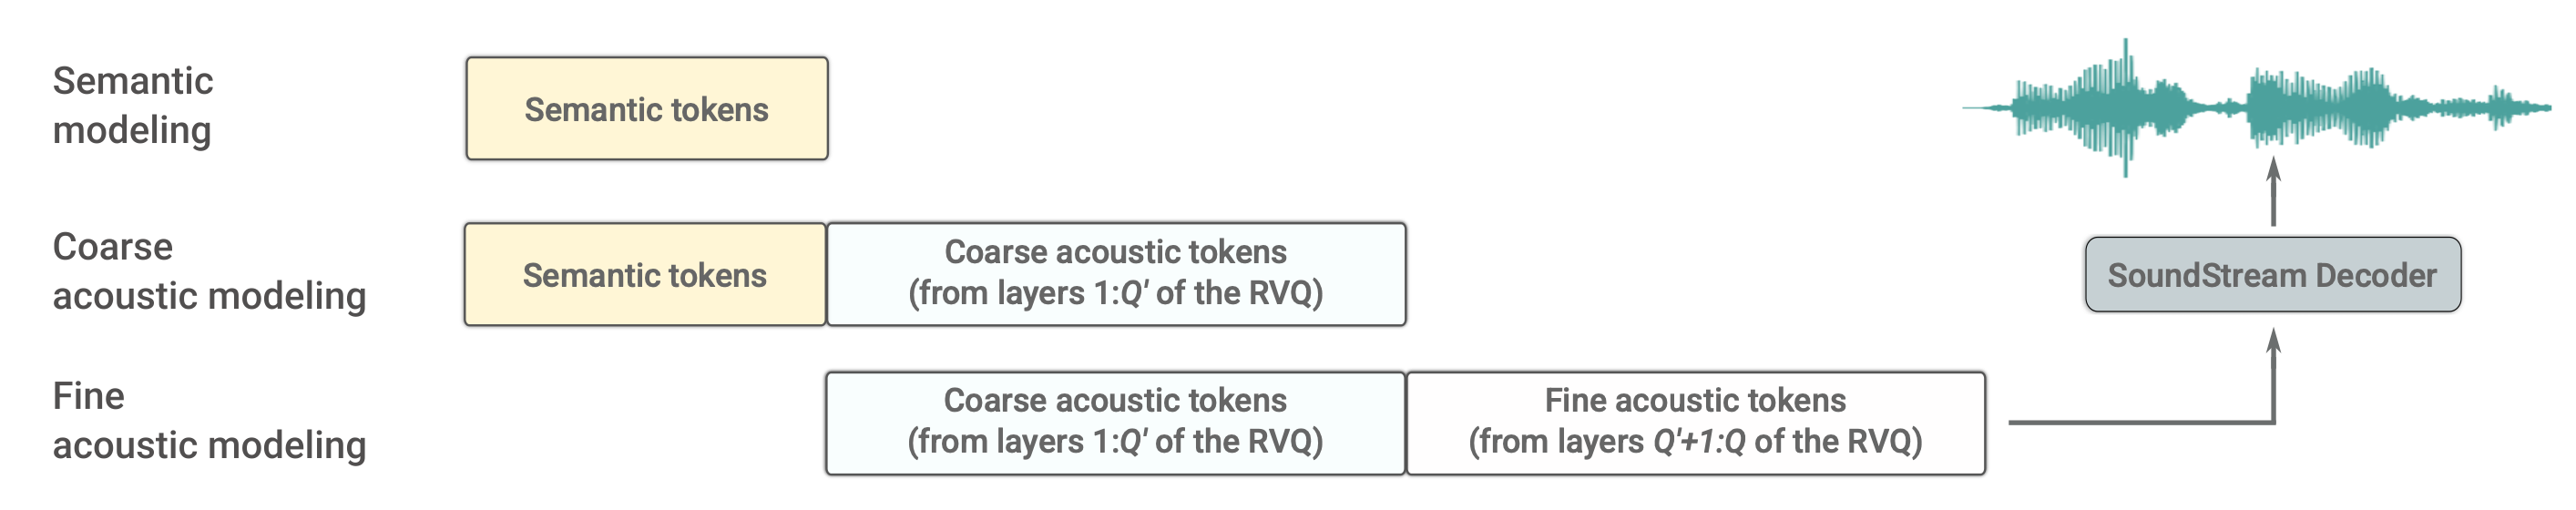 Semantic
modeling
Semantic tokens
Coarse
acoustic modeling
Semantic tokens
Coarse acoustic tokens
(from layers 1:Q' of the RVQ)
SoundStream Decoder
Fine
acoustic modeling
Coarse acoustic tokens
(from layers 1:Q' of the RVQ)
Fine acoustic tokens
(from layers Q'+1:Q of the RVQ)